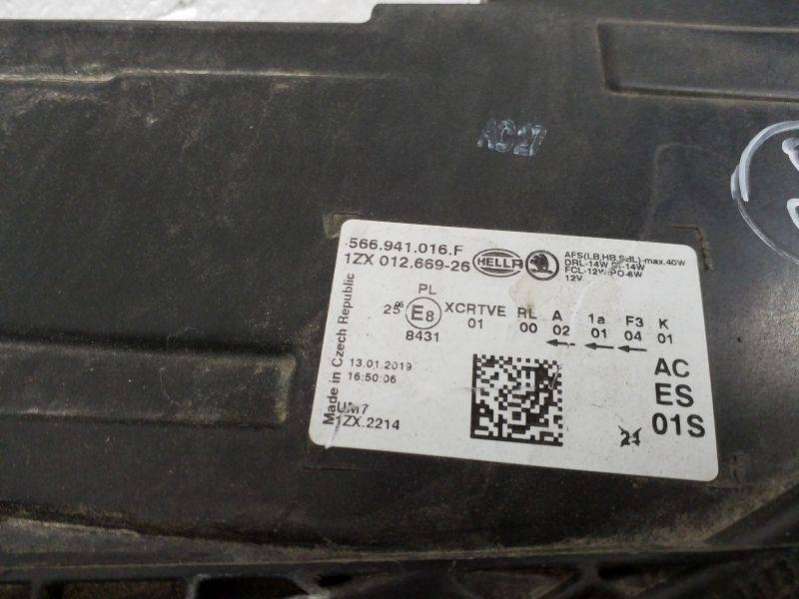 566.941.016.F
1ZX 012.669-26
HELLA
AFS(LB,HB,SdL)-max.40W
DRL-14W, 14W
FCL-12W/PO-6W
12V
Made in Czech Republic
PL
25 E8
8431
XCRTVE RL A 1a F3 K
01 00 02 01 04 01
13.01.2019
16:50:06
UM7
1ZX.2214
AC
ES
01S